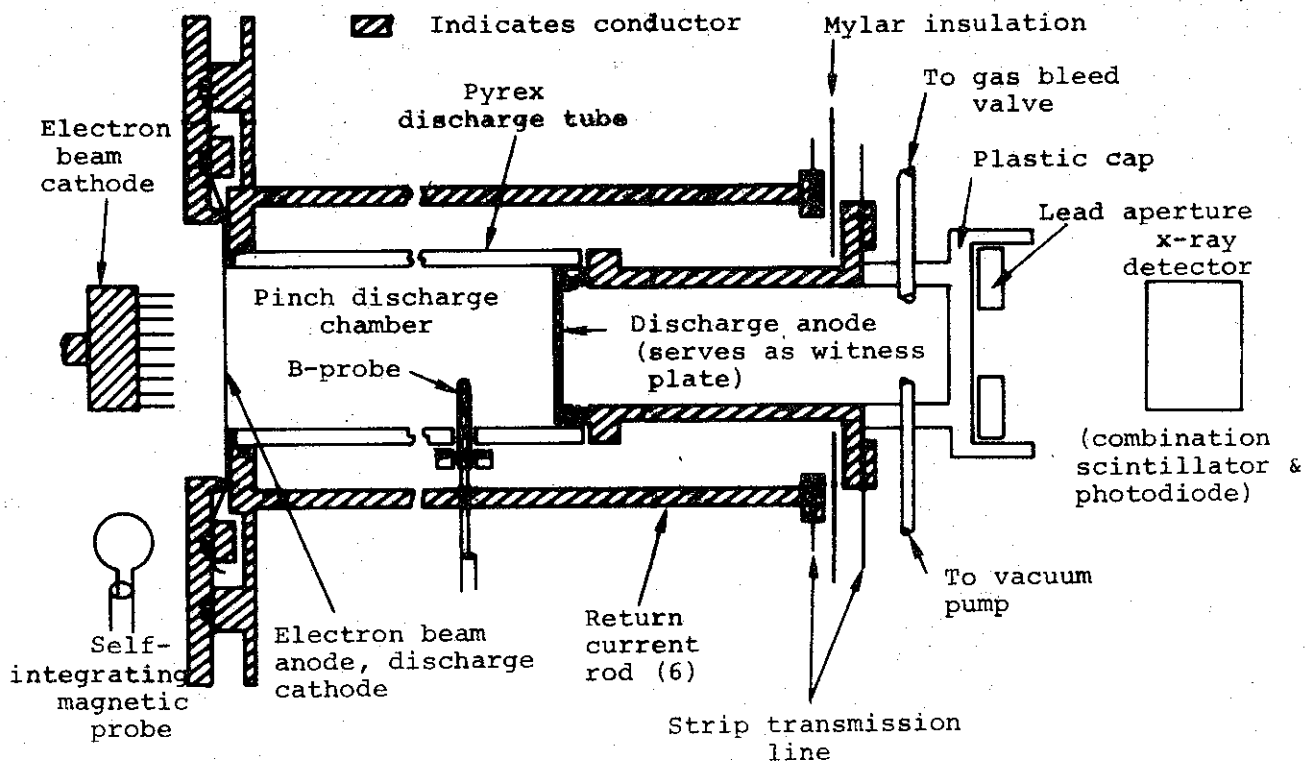 Indicates conductor
Mylar insulation
To gas bleed
valve
Pyrex
discharge tube
Electron
beam
cathode
Plastic cap
Lead aperture
x-ray
detector
Pinch discharge
chamber
Discharge anode
(serves as witness
plate)
B-probe
(combination
scintillator &
photodiode)
To vacuum
pump
Return
current
rod (6)
Electron beam
anode, discharge
cathode
Self-
integrating
magnetic
probe
Strip transmission
line